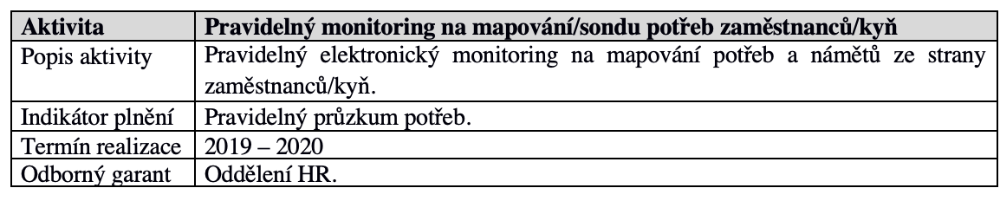 Aktivita Pravidelný monitoring na mapování/sondu potřeb zaměstnanců/kyň
Popis aktivity Pravidelný elektronický monitoring na mapování potřeb a námětů ze strany
zaměstnanců/kyň.
Indikátor plnění Pravidelný průzkum potřeb.
Termín realizace 2019 – 2020
Odborný garant Oddělení HR.